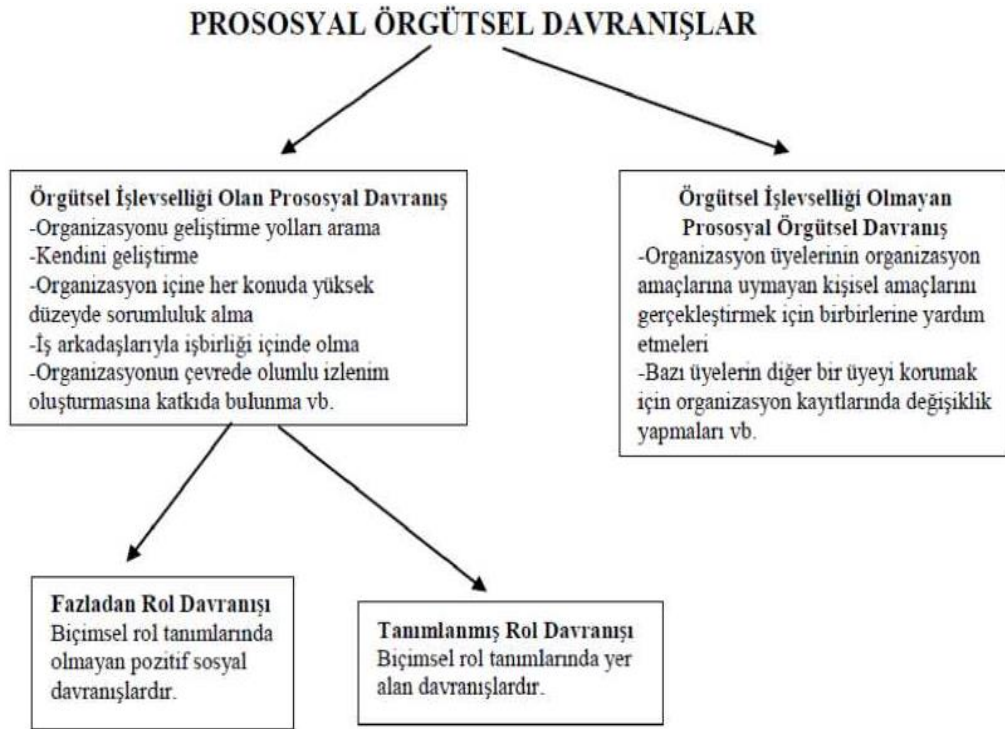 PROSOSYAL ÖRGÜTSEL DAVRANIŞLAR
Örgütsel İşlevselliği Olan Prososyal Davranış
-Organizasyonu geliştirme yolları arama
-Kendini geliştirme
-Organizasyon içine her konuda yüksek
düzeyde sorumluluk alma
-İş arkadaşlarıyla işbirliği içinde olma
-Organizasyonun çevrede olumlu izlenim
oluşturmasına katkıda bulunma vb.
Örgütsel İşlevselliği Olmayan
Prososyal Örgütsel Davranış
-Organizasyon üyelerinin organizasyon
amaçlarına uymayan kişisel amaçlarını
gerçekleştirmek için birbirlerine yardım
etmeleri
-Bazı üyelerin diğer bir üyeyi korumak
için organizasyon kayıtlarında değişiklik
yapmaları vb.
Fazladan Rol Davranışı
Biçimsel rol tanımlarında
olmayan pozitif sosyal
davranışlardır.
Tanımlanmış Rol Davranışı
Biçimsel rol tanımlarında yer
alan davranışlardır.